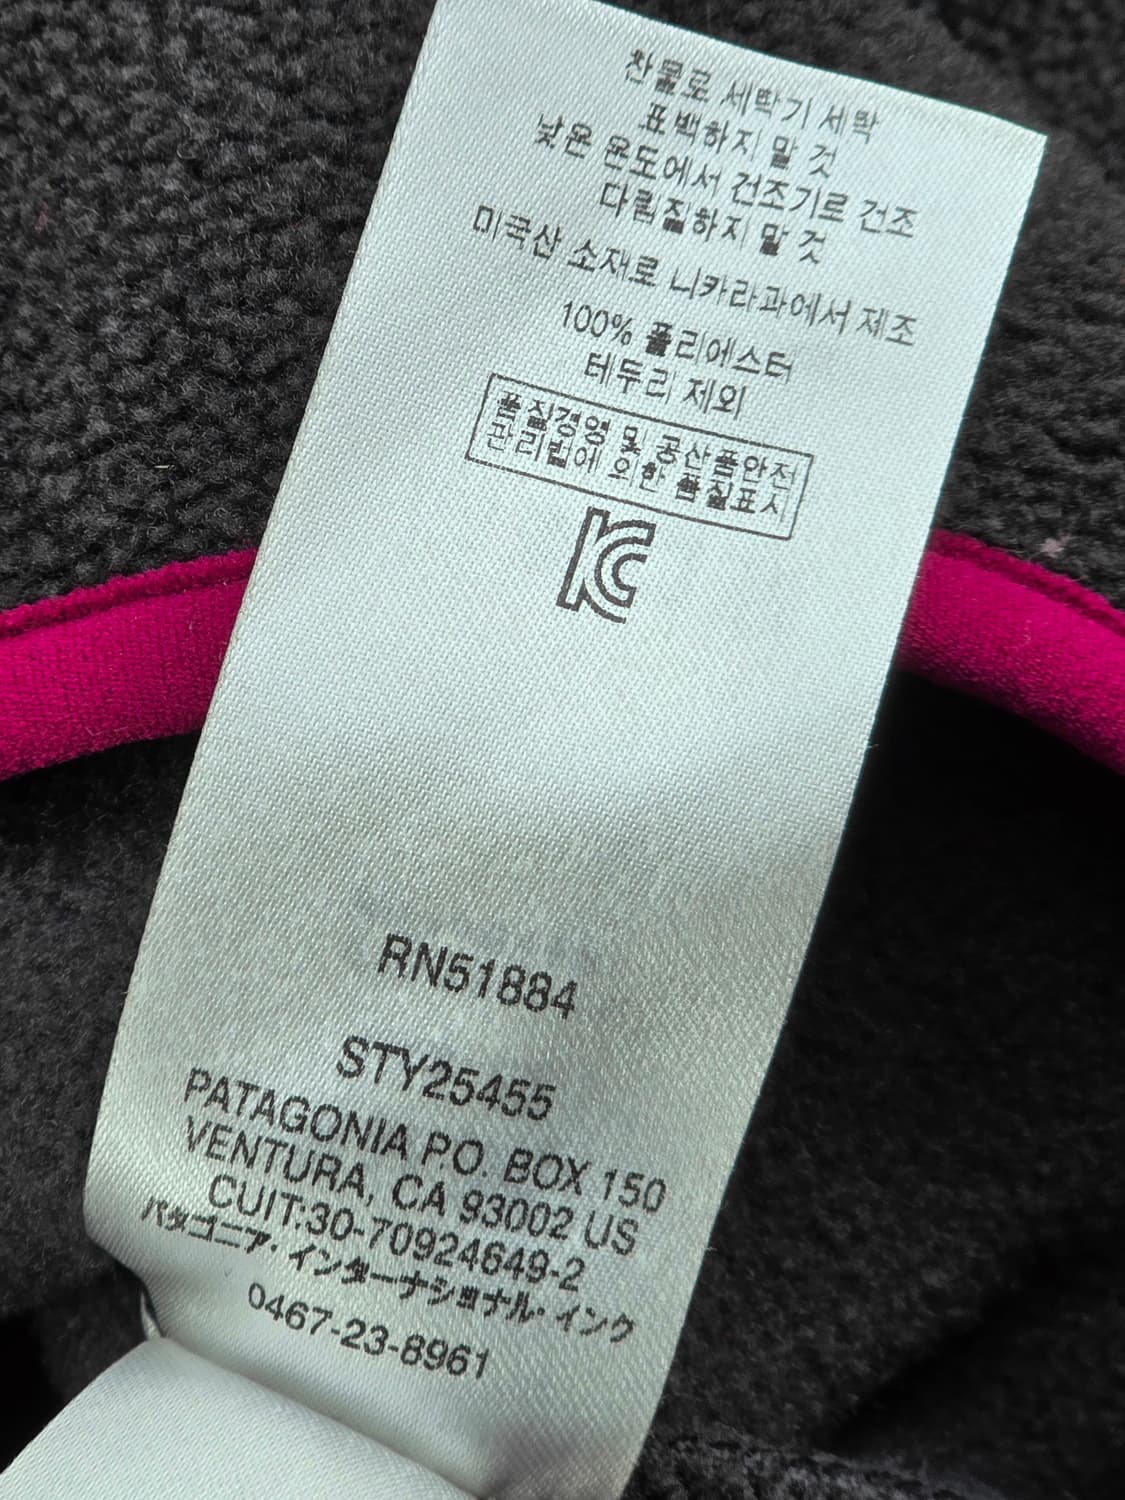 찬물로 세탁기 세탁
표백하지 말 것
낮은 온도에서 건조기로 건조
다림질하지 말 것
미국산 소재로 니카라과에서 제조
100% 폴리에스터
테두리 제외
품질경영 및 공산품안전
관리법에 의한 품질표시
KC
RN51884
STY25455
PATAGONIA P.O. BOX 150
VENTURA, CA 93002 US
CUIT:30-70924649-2
パタゴニア・インターナショナル・インク
0467-23-8961